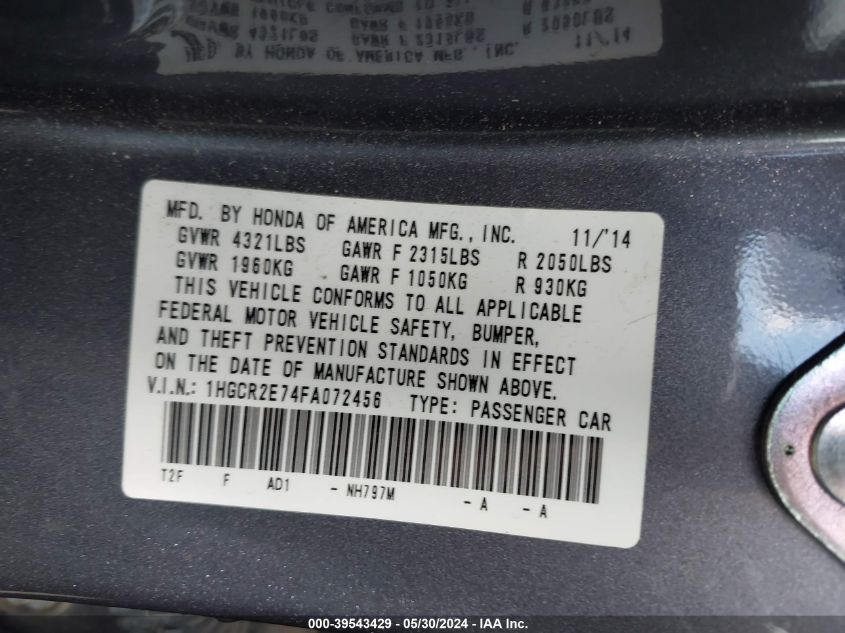 MFD. BY HONDA OF AMERICA MFG., INC. 11/'14
GVWR 4321LBS GAWR F 2315LBS R 2050LBS
GVWR 1960KG GAWR F 1050KG R 930KG
THIS VEHICLE CONFORMS TO ALL APPLICABLE
FEDERAL MOTOR VEHICLE SAFETY, BUMPER,
AND THEFT PREVENTION STANDARDS IN EFFECT
ON THE DATE OF MANUFACTURE SHOWN ABOVE.
V.I.N.: 1HGCR2E74FA072456 TYPE: PASSENGER CAR
T2F F AD1 - NH797M - A - A
000-39543429 - 05/30/2024 - IAA Inc.